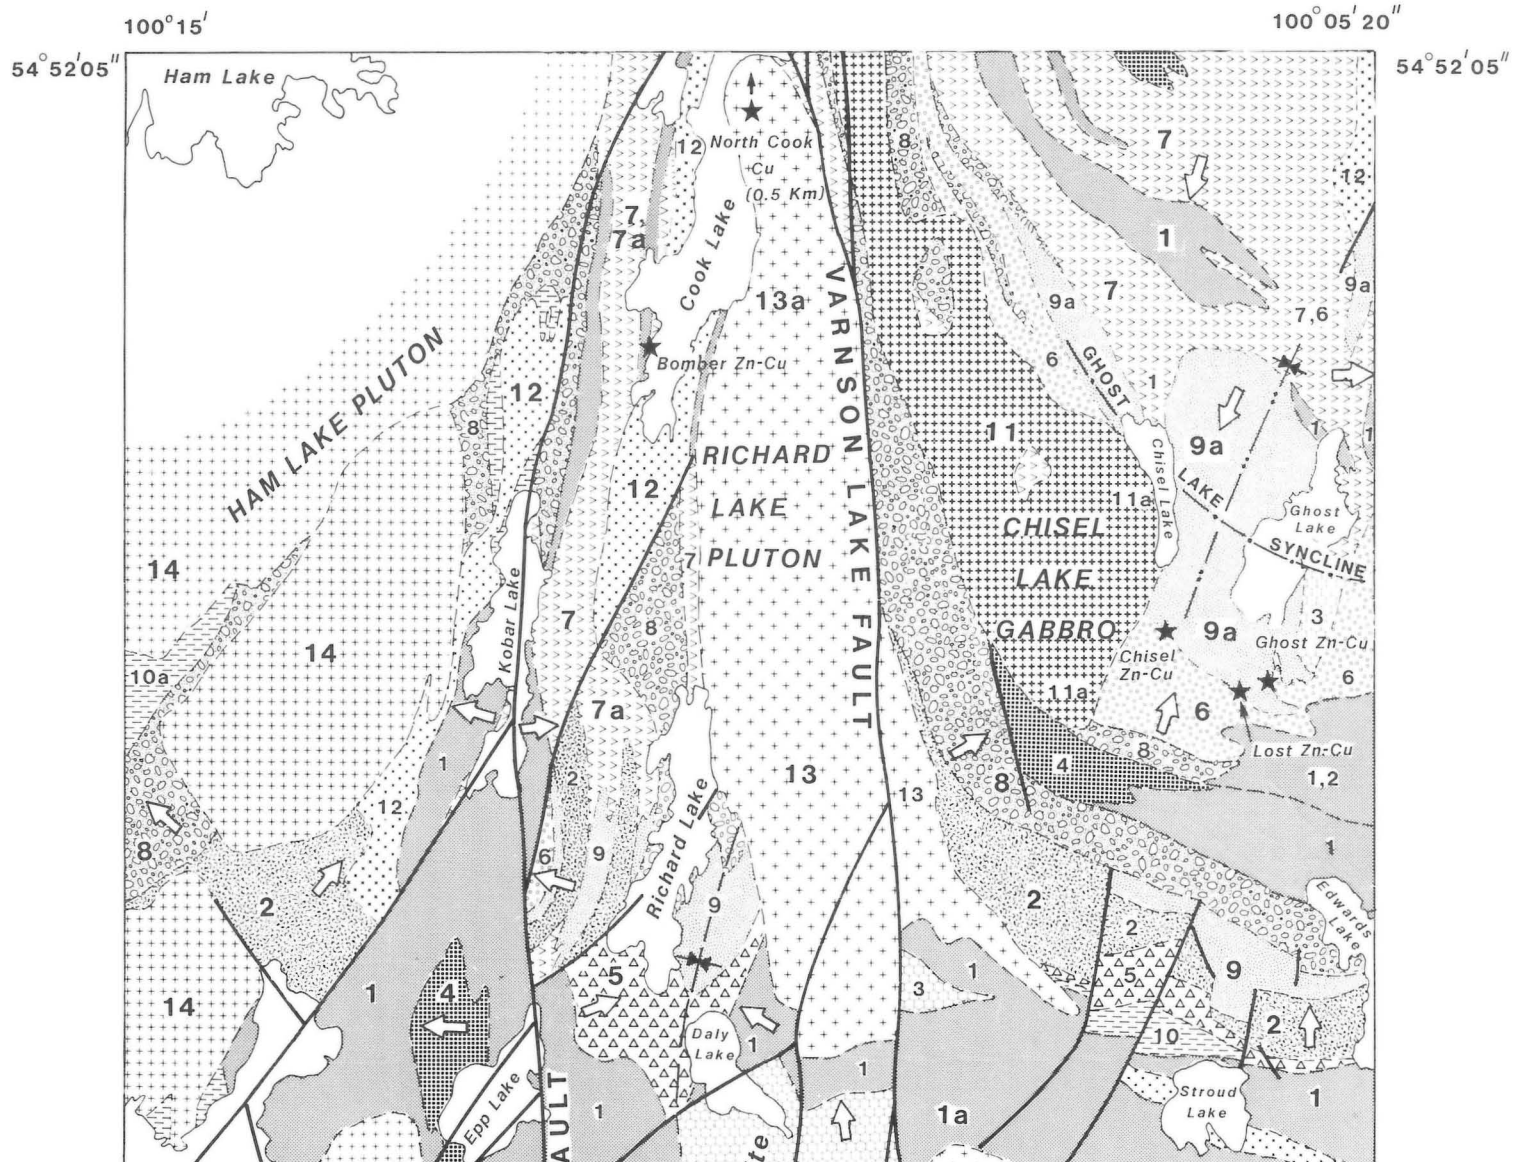 100°15'
100°05'20"
54°52'05"
54°52'05"
Ham Lake
North Cook
Cu
(0.5 Km)
7
8
12
12
7,
7a
1
Cook Lake
13a
9a
7
9a
7,6
VARNSON LAKE FAULT
HAM LAKE PLUTON
Bomber Zn-Cu
6
GHOST
LAKE
SYNCLINE
1
12
8
11
1
1
9a
RICHARD
LAKE
PLUTON
12
Chisel Lake
11a
Ghost
Lake
CHISEL
LAKE
GABBRO
14
7
14
Kobar Lake
7
8
3
9a
Ghost Zn-Cu
Chisel
Zn-Cu
10a
6
11a
7a
6
8
Lost Zn-Cu
1
2
4
13
13
8
1,2
12
8
6
9
Richard Lake
1
2
9
2
2
Edwards
Lake
5
1
5
9
14
1
4
3
2
10
Daly
Lake
1
1
1
Epp Lake
1a
Stroud
Lake
1
AULT
te